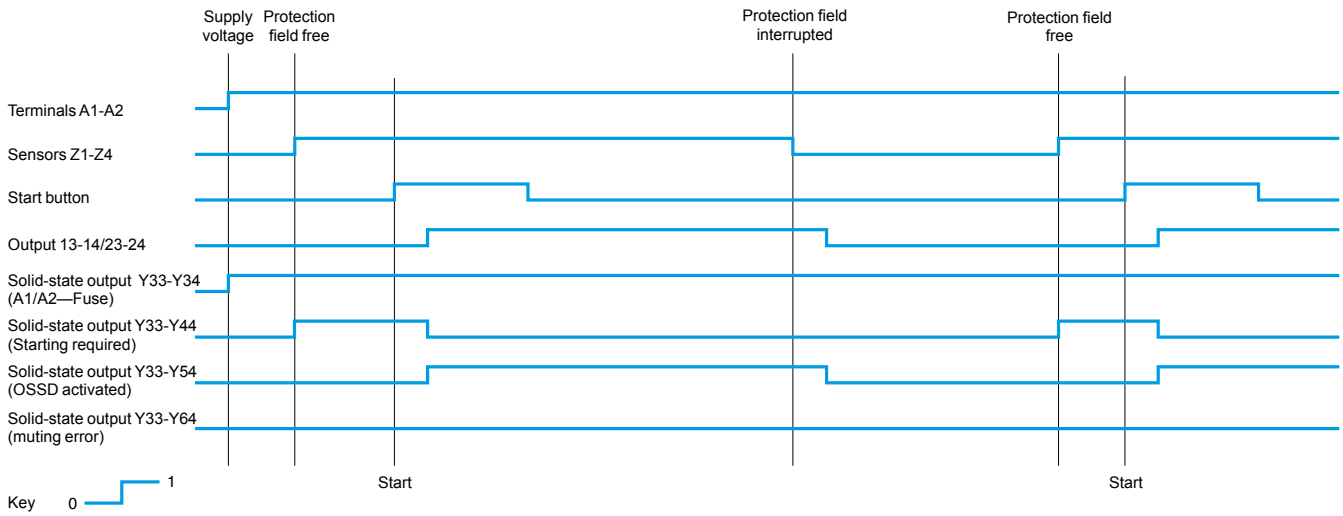 Supply voltage
Protection field free
Protection field interrupted
Protection field free
Terminals A1-A2
Sensors Z1-Z4
Start button
Output 13-14/23-24
Solid-state output Y33-Y34
(A1/A2—Fuse)
Solid-state output Y33-Y44
(Starting required)
Solid-state output Y33-Y54
(OSSD activated)
Solid-state output Y33-Y64
(muting error)
Start
Start
Key 0 1